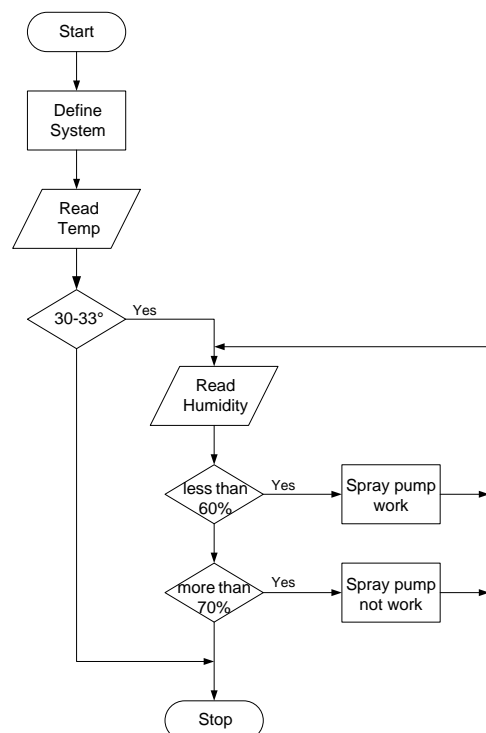 Start
Define
System
Read
Temp
30-33°
Yes
Read
Humidity
less than
60%
Yes
Spray pump
work
more than
70%
Yes
Spray pump
not work
Stop